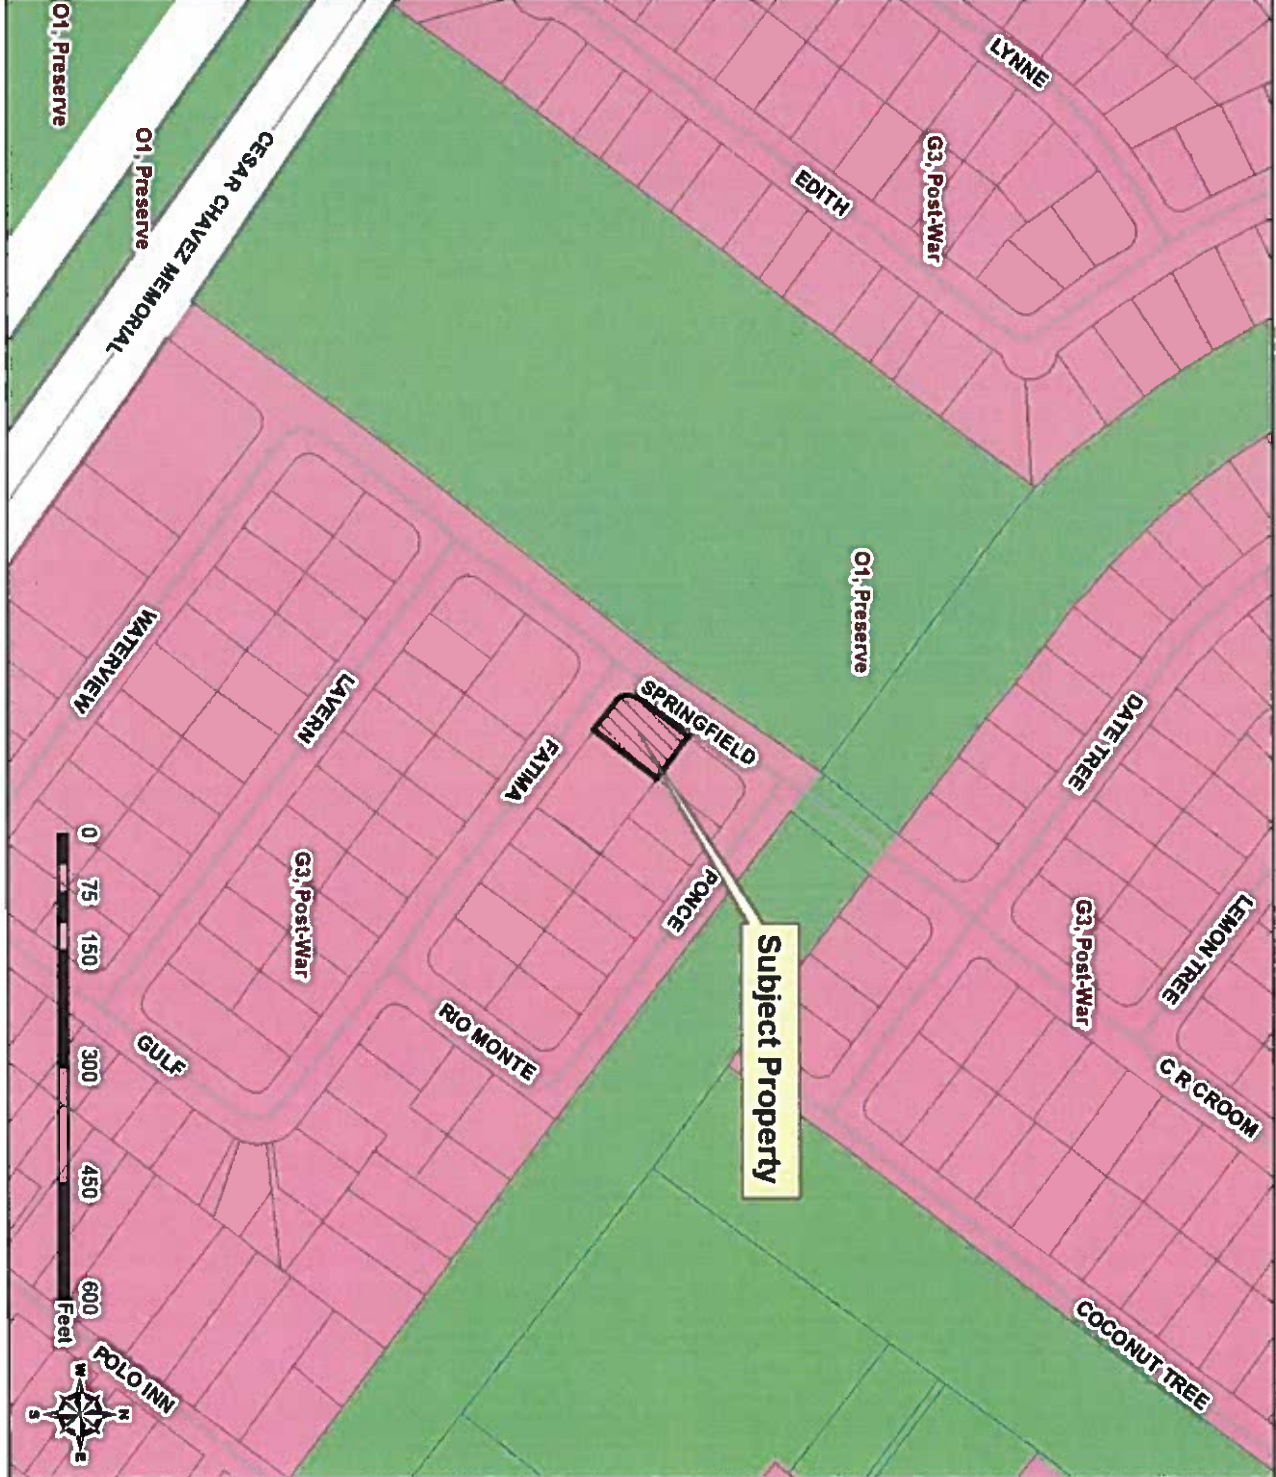 LYNNE
G3, Post-War
EDITH
O1, Preserve
O1, Preserve
CESAR CHAVEZ MEMORIAL
O1, Preserve
DATE TREE
LEMON TREE
G3, Post-War
C R CROOM
COCONUT TREE
SPRINGFIELD
Subject Property
PONCE
FATIMA
RIO MONTE
LAVERN
WATERVIEW
G3, Post-War
GULF
POLO INN
0 75 150 300 450 600
Feet
N
W
E
S